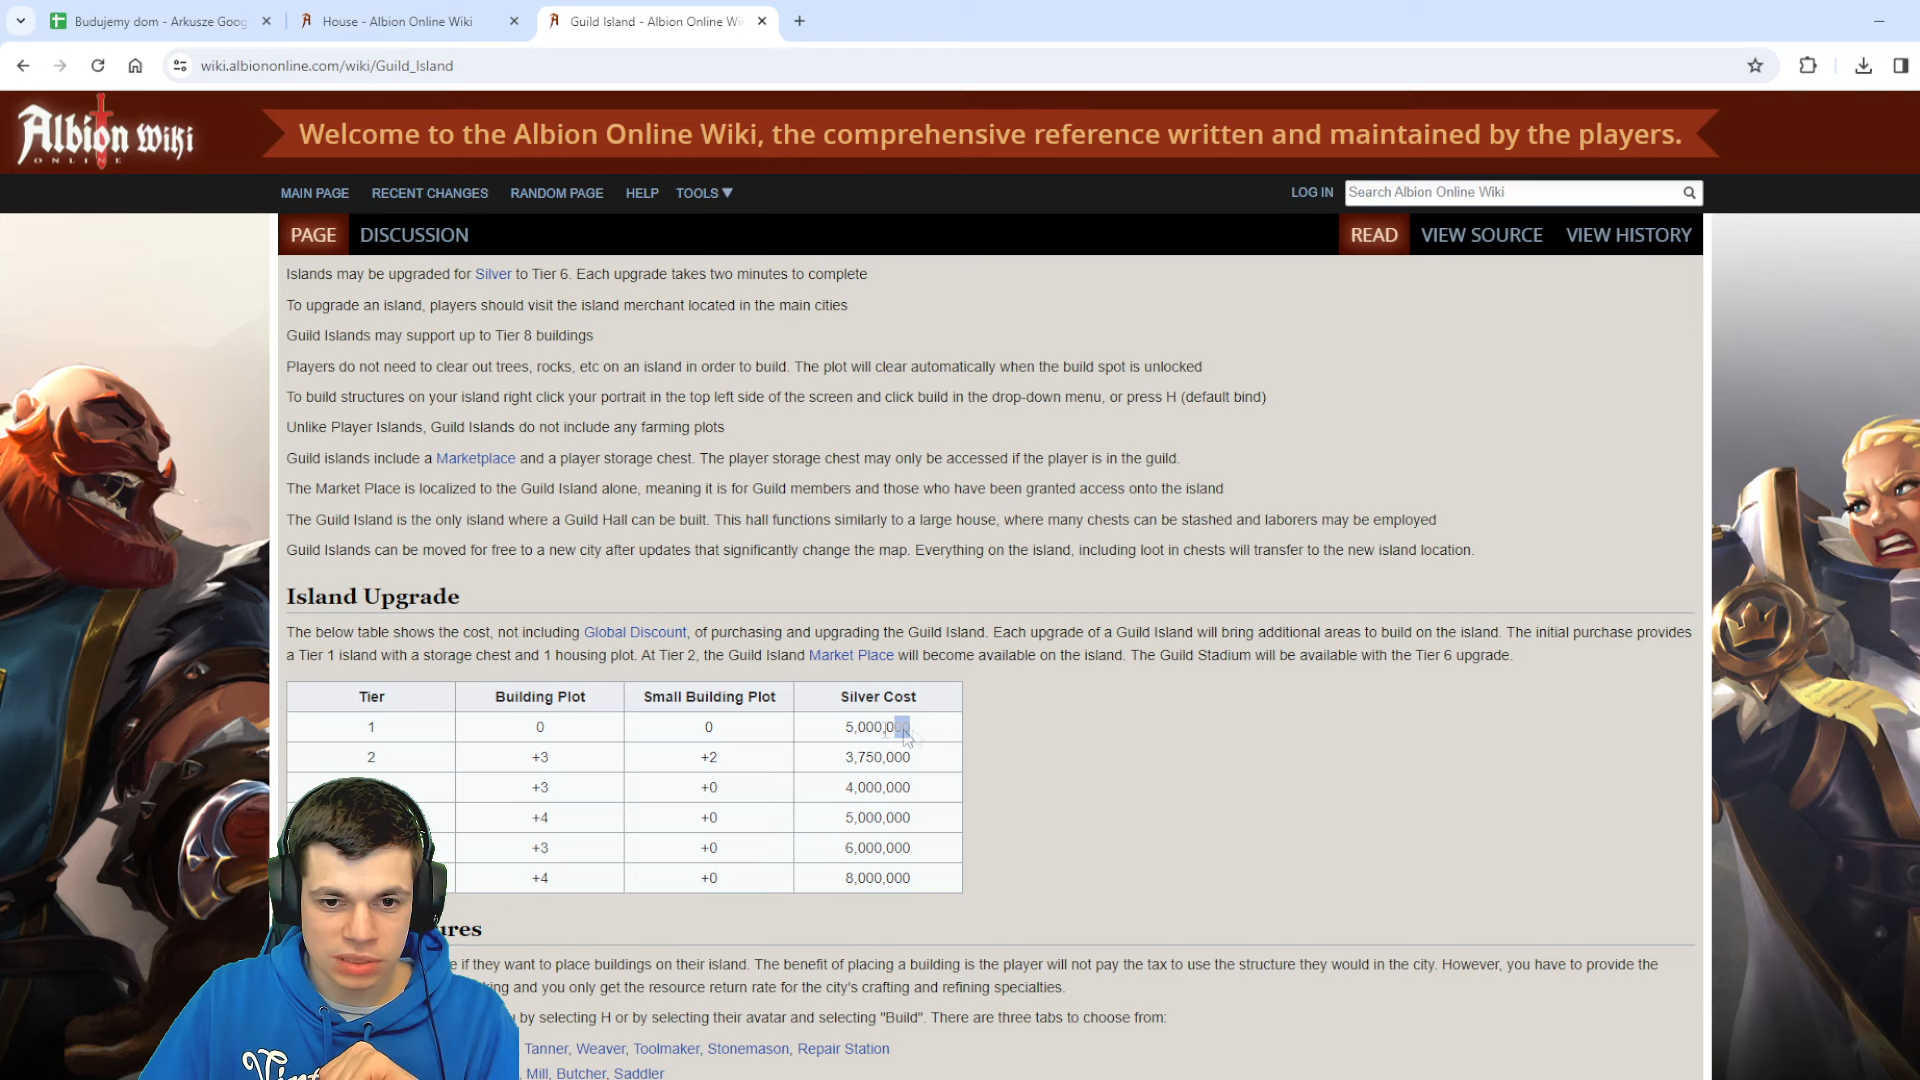 Budujemy dom - Arkusze Goog
House - Albion Online Wiki
Guild Island - Albion Online Wi
wiki.albiononline.com/wiki/Guild_Island
Albion Wiki
ONLINE
Welcome to the Albion Online Wiki, the comprehensive reference written and maintained by the players.
MAIN PAGE RECENT CHANGES RANDOM PAGE HELP TOOLS▼ LOG IN Search Albion Online Wiki
PAGE DISCUSSION READ VIEW SOURCE VIEW HISTORY
Islands may be upgraded for Silver to Tier 6. Each upgrade takes two minutes to complete
To upgrade an island, players should visit the island merchant located in the main cities
Guild Islands may support up to Tier 8 buildings
Players do not need to clear out trees, rocks, etc on an island in order to build. The plot will clear automatically when the build spot is unlocked
To build structures on your island right click your portrait in the top left side of the screen and click build in the drop-down menu, or press H (default bind)
Unlike Player Islands, Guild Islands do not include any farming plots
Guild islands include a Marketplace and a player storage chest. The player storage chest may only be accessed if the player is in the guild.
The Market Place is localized to the Guild Island alone, meaning it is for Guild members and those who have been granted access onto the island
The Guild Island is the only island where a Guild Hall can be built. This hall functions similarly to a large house, where many chests can be stashed and laborers may be employed
Guild Islands can be moved for free to a new city after updates that significantly change the map. Everything on the island, including loot in chests will transfer to the new island location.
Island Upgrade
The below table shows the cost, not including Global Discount, of purchasing and upgrading the Guild Island. Each upgrade of a Guild Island will bring additional areas to build on the island. The initial purchase provides
a Tier 1 island with a storage chest and 1 housing plot. At Tier 2, the Guild Island Market Place will become available on the island. The Guild Stadium will be available with the Tier 6 upgrade.
Tier Building Plot Small Building Plot Silver Cost
1 0 0 5,000,000
2 +3 +2 3,750,000
+3 +0 4,000,000
+4 +0 5,000,000
+3 +0 6,000,000
+4 +0 8,000,000
ures
e if they want to place buildings on their island. The benefit of placing a building is the player will not pay the tax to use the structure they would in the city. However, you have to provide the
king and you only get the resource return rate for the city's crafting and refining specialties.
by selecting H or by selecting their avatar and selecting "Build". There are three tabs to choose from:
Tanner, Weaver, Toolmaker, Stonemason, Repair Station
, Mill, Butcher, Saddler